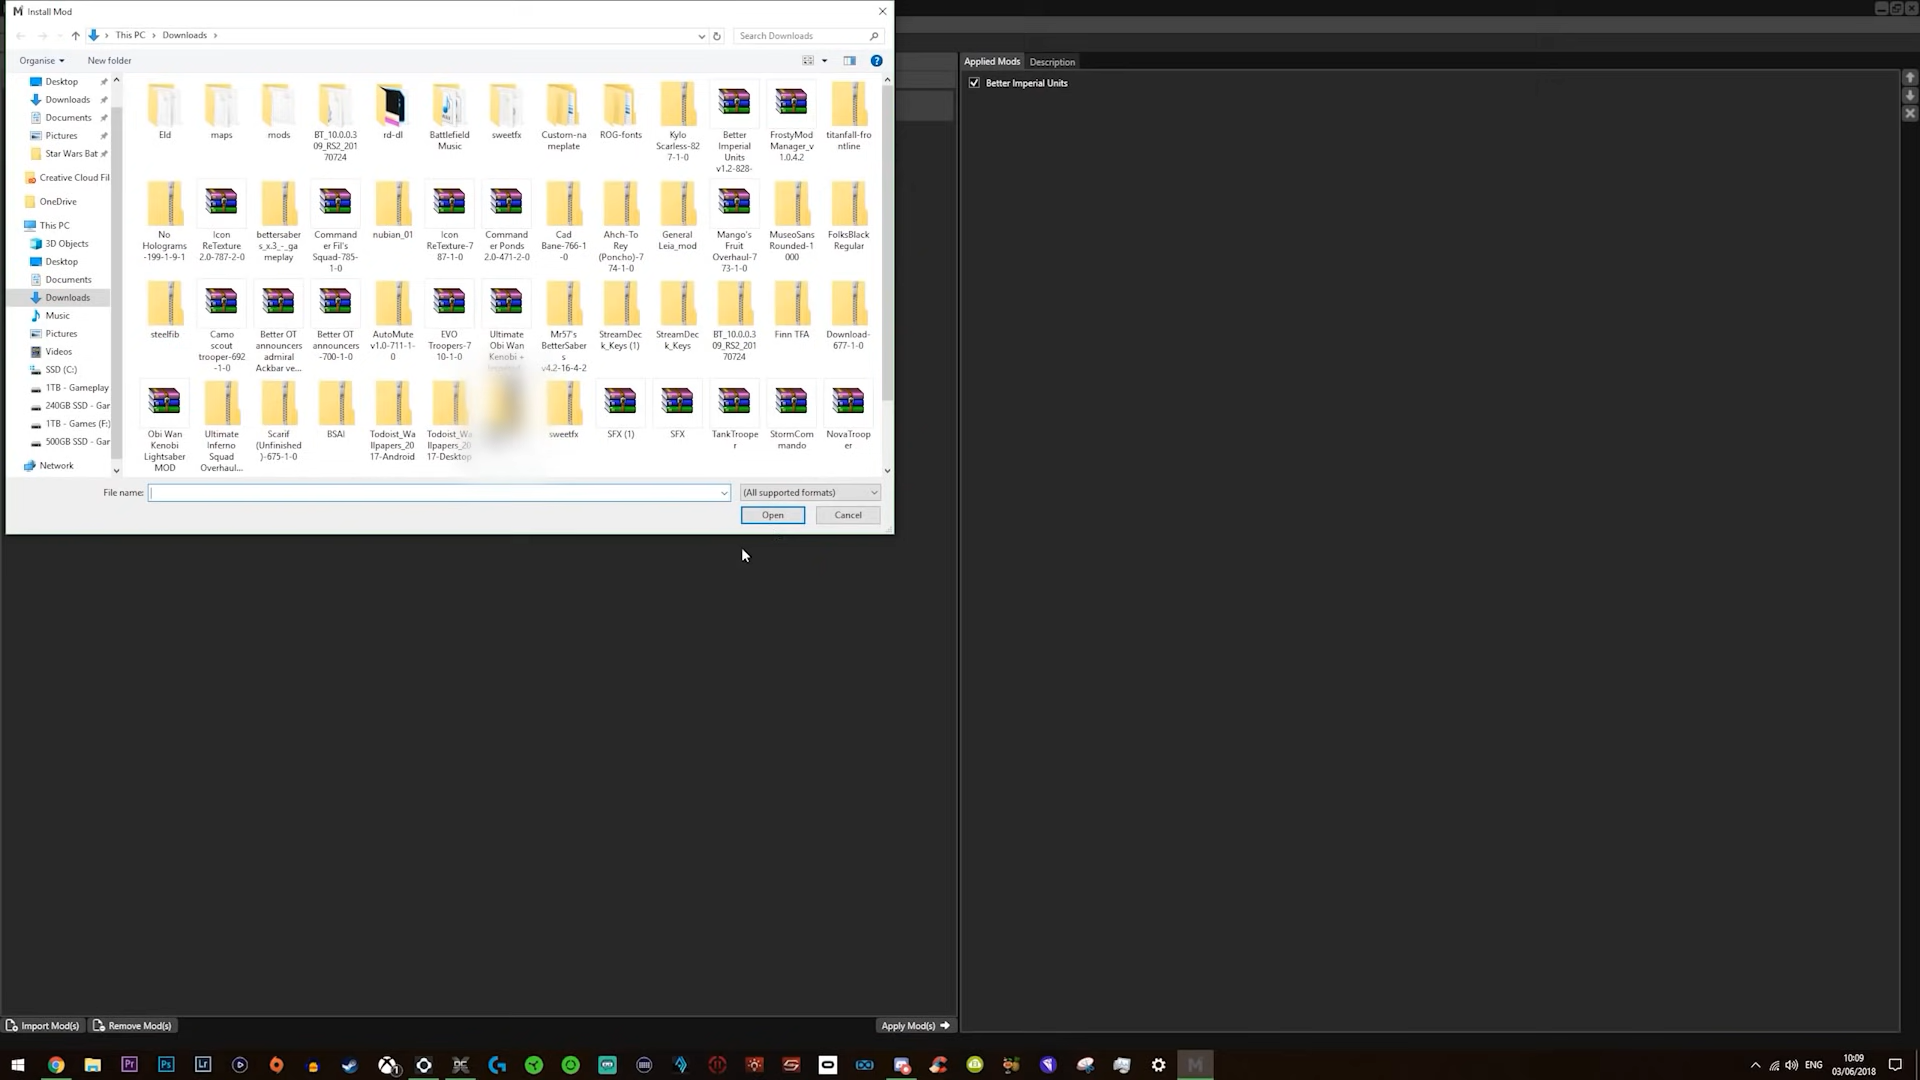 Install Mod
This PC > Downloads >
Search Downloads
Organise
New folder
Applied Mods
Description
Better Imperial Units
Desktop
Downloads
Documents
Pictures
Star Wars Bat
Creative Cloud Fil
OneDrive
This PC
3D Objects
Desktop
Documents
Downloads
Music
Pictures
Videos
SSD (C:)
1TB - Gameplay
240GB SSD - Gar
1TB - Games (F:)
500GB SSD - Gar
Network
Eld
maps
mods
BT_10.0.0.3
09_RS2_201
70724
rd-dl
Battlefield
Music
sweetfx
Custom-na
meplate
ROG-fonts
Kylo
Scarless-82
7-1-0
Better
Imperial
Units
v1.2-828-
FrostyMod
Manager_v
1.0.4.2
titanfall-fro
ntline
No
Holograms
-199-1-9-1
Icon
ReTexture
2.0-787-2-0
bettersaber
s_x.3_-_ga
meplay
Command
er Fil's
Squad-785-
1-0
nubian_01
Icon
ReTexture-7
87-1-0
Command
er Ponds
2.0-471-2-0
Cad
Bane-766-1
-0
Ahch-To
Rey
(Poncho)-7
74-1-0
General
Leia_mod
Mango's
Fruit
Overhaul-7
73-1-0
MuseoSans
Rounded-1
000
FolksBlack
Regular
steelfib
Camo
scout
trooper-692
-1-0
Better OT
announcers
admiral
Ackbar ve...
Better OT
announcers
-700-1-0
AutoMute
v1.0-711-1-
0
EVO
Troopers-7
10-1-0
Ultimate
Obi Wan
Kenobi +
Mr57's
BetterSaber
s
v4.2-16-4-2
StreamDec
k_Keys (1)
StreamDec
k_Keys
BT_10.0.0.3
09_RS2_201
70724
Finn TFA
Download-
677-1-0
Obi Wan
Kenobi
Lightsaber
MOD
Ultimate
Inferno
Squad
Overhaul...
Scarif
(Unfinished
)-675-1-0
BSAI
Todoist_Wa
llpapers_20
17-Android
Todoist_Wa
llpapers_20
17-Desktop
sweetfx
SFX (1)
SFX
TankTroope
r
StormCom
mando
NovaTroop
er
File name:
(All supported formats)
Open
Cancel
Import Mod(s)
Remove Mod(s)
Apply Mod(s)
ENG
10:09
03/06/2018